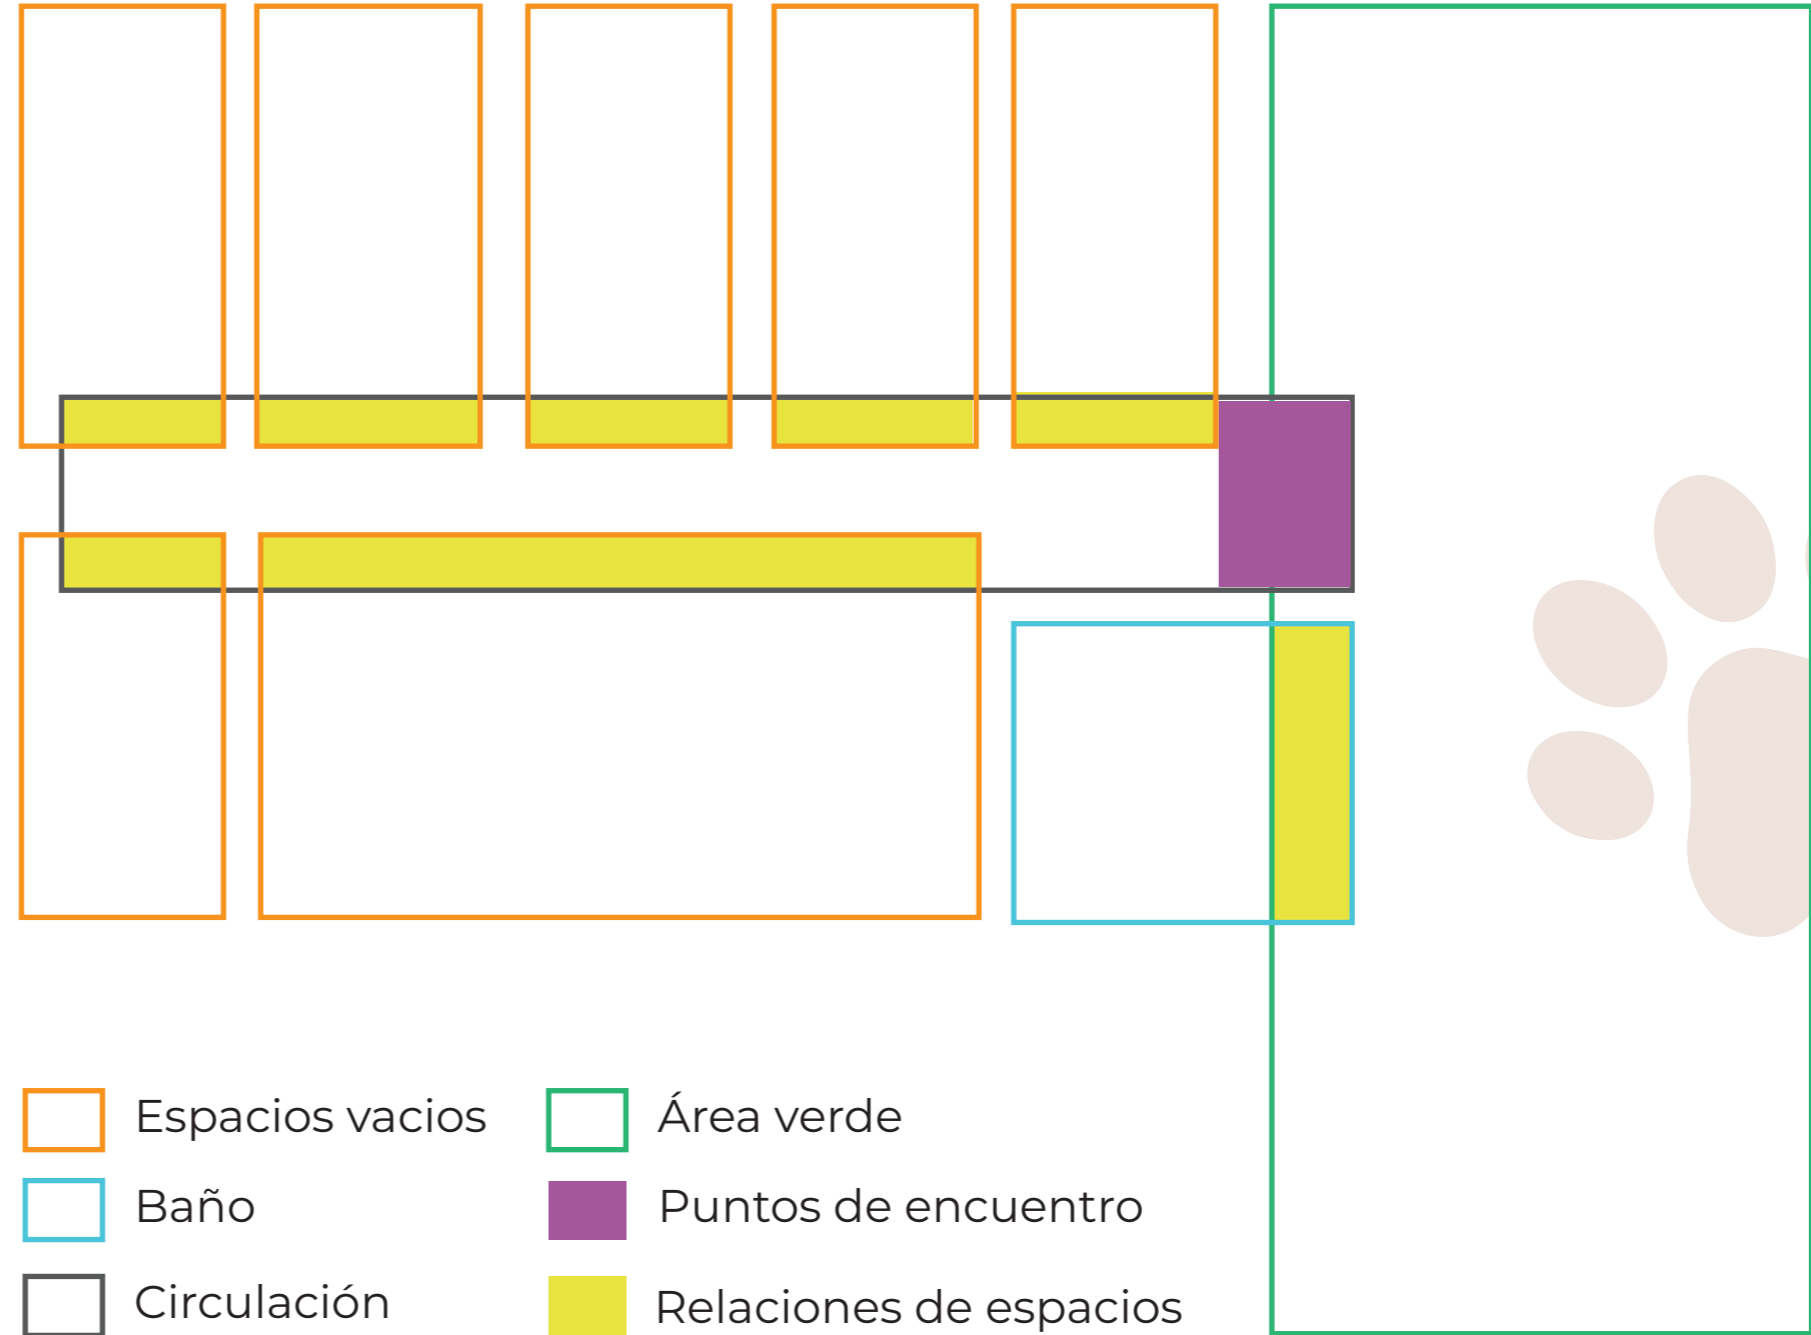 Espacios vacios
Baño
Circulación
Área verde
Puntos de encuentro
Relaciones de espacios